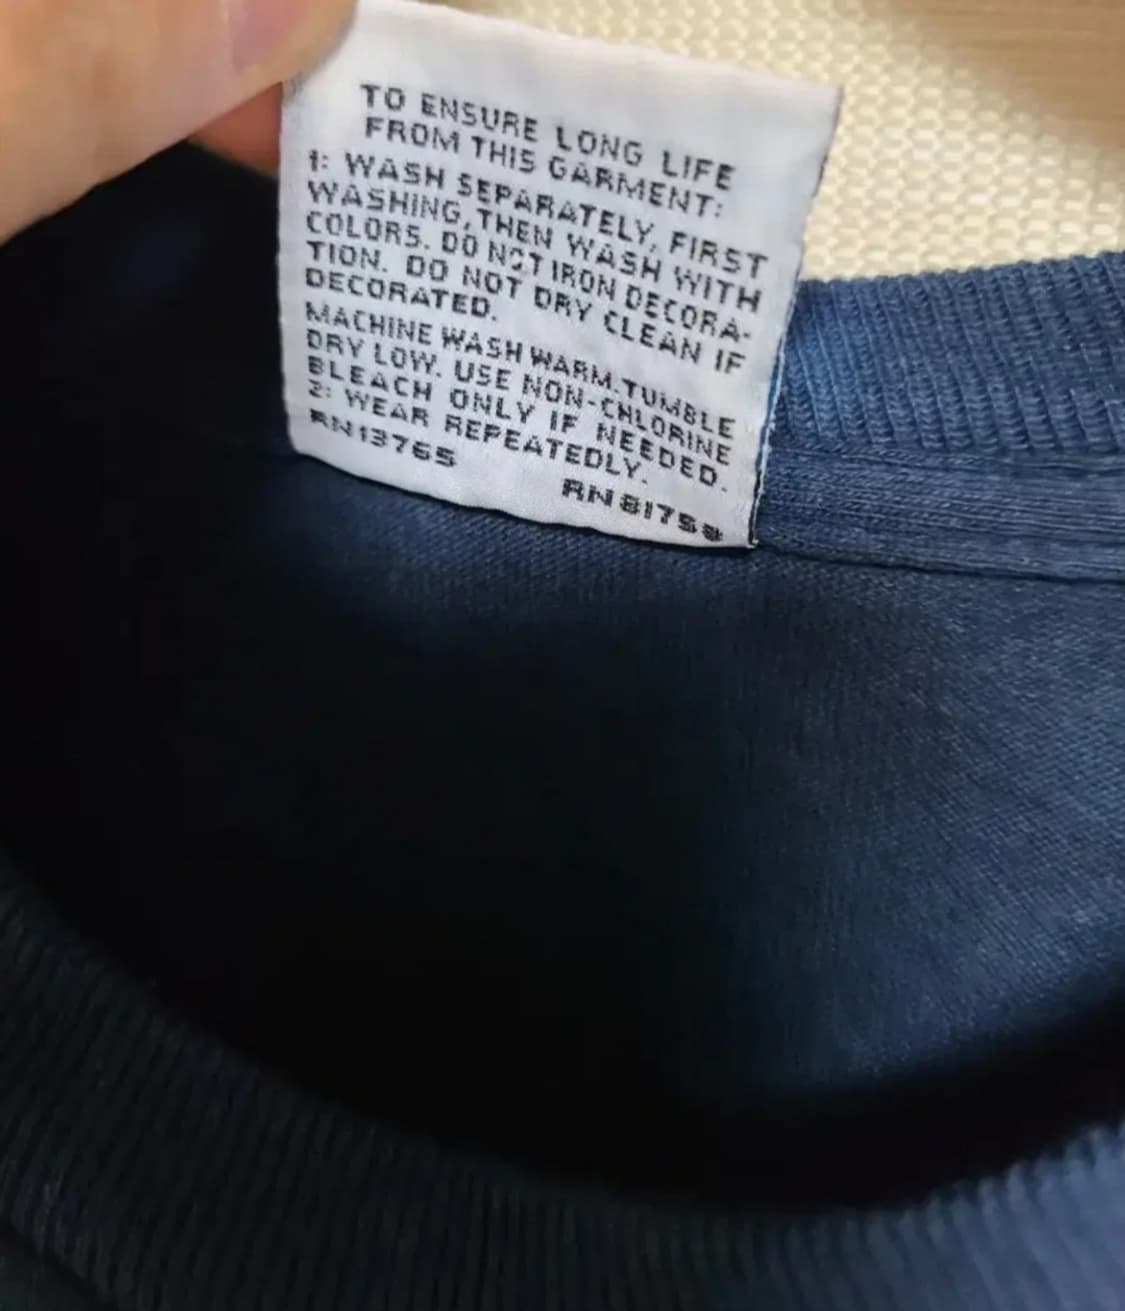 TO ENSURE LONG LIFE
FROM THIS GARMENT:
1: WASH SEPARATELY, FIRST
WASHING, THEN WASH WITH
COLORS. DO NOT IRON DECORA-
TION. DO NOT DRY CLEAN IF
DECORATED.
MACHINE WASH WARM. TUMBLE
DRY LOW. USE NON-CHLORINE
BLEACH ONLY IF NEEDED.
2: WEAR REPEATEDLY.
RN13765
RN